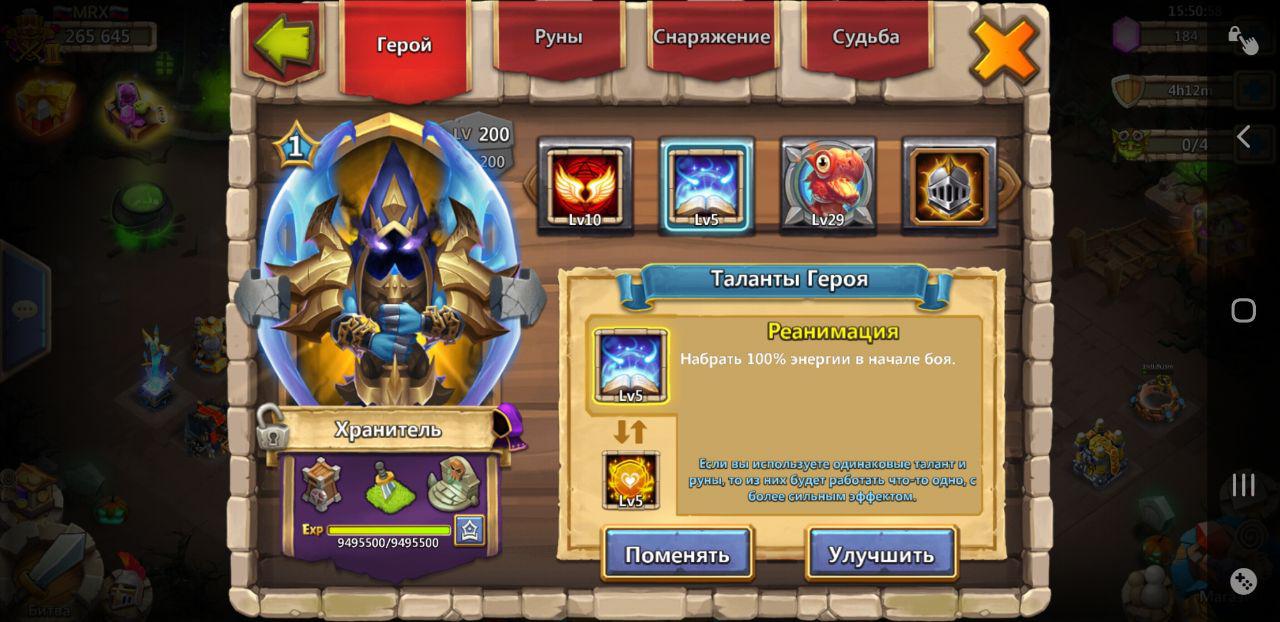 MRX
265 645
15:50:58
184
4h12m
0/4
Герой
Руны
Снаряжение
Судьба
1
LV 200
200
Lv10
Lv5
Lv29
Таланты Героя
Реанимация
Набрать 100% энергии в начале боя.
Lv5
Lv5
Если вы используете одинаковые талант и
руны, то из них будет работать что-то одно, с
более сильным эффектом.
Хранитель
Exp
9495500/9495500
Поменять
Улучшить
Битва